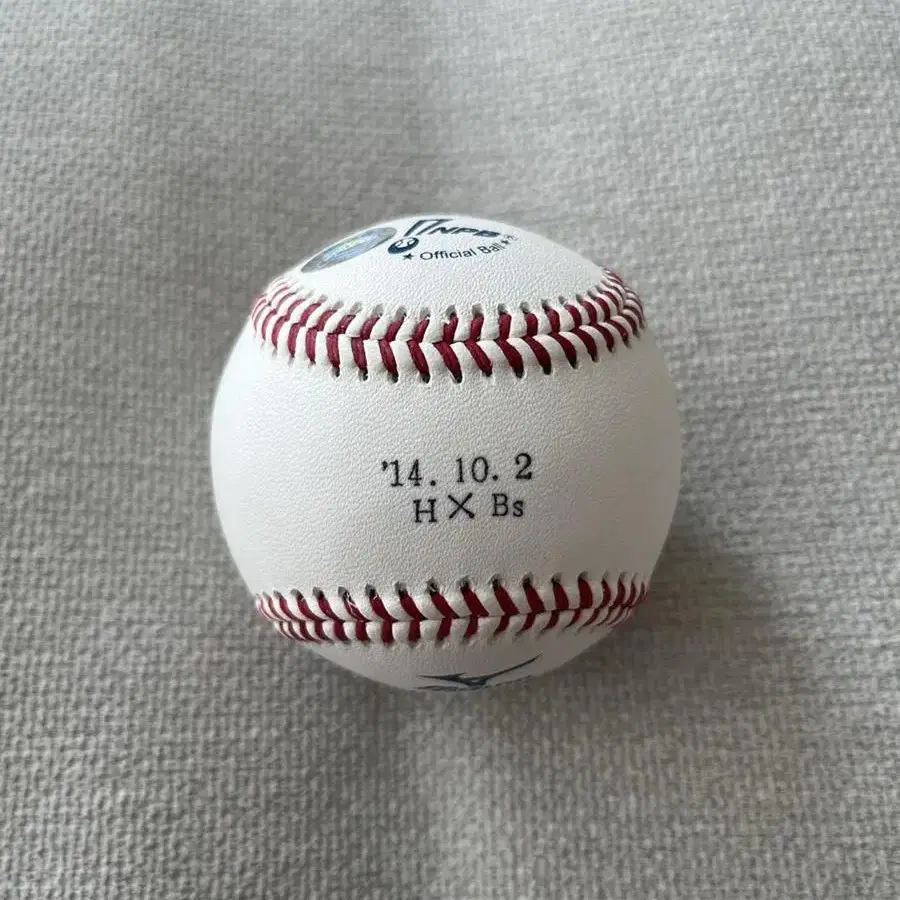 NPB
★ Official Ball ★
'14. 10. 2
H X Bs